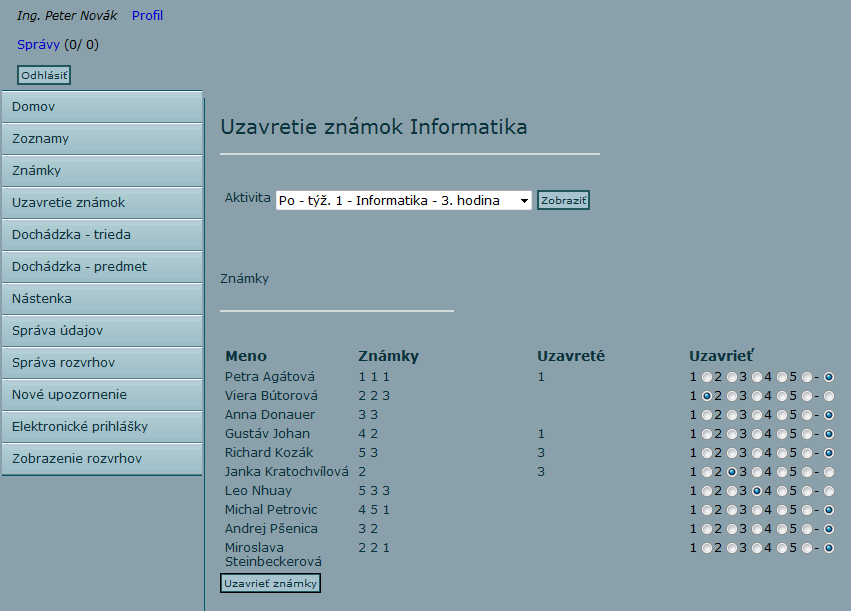 Ing. Peter Novák Profil
Správy (0/ 0)
Odhlásiť
Domov
Zoznamy
Známky
Uzavretie známok
Dochádzka - trieda
Dochádzka - predmet
Nástenka
Správa údajov
Správa rozvrhov
Nové upozornenie
Elektronické prihlášky
Zobrazenie rozvrhov
Uzavretie známok Informatika
Aktivita Po - týž. 1 - Informatika - 3. hodina Zobraziť
Známky
Meno Známky Uzavreté Uzavrieť
Petra Agátová 1 1 1 1 1 2 3 4 5 -
Viera Bútorová 2 2 3 1 2 3 4 5 -
Anna Donauer 3 3 1 2 3 4 5 -
Gustáv Johan 4 2 1 1 2 3 4 5 -
Richard Kozák 5 3 3 1 2 3 4 5 -
Janka Kratochvílová 2 3 1 2 3 4 5 -
Leo Nhuay 5 3 3 1 2 3 4 5 -
Michal Petrovic 4 5 1 1 2 3 4 5 -
Andrej Pšenica 3 2 1 2 3 4 5 -
Miroslava 2 2 1 1 2 3 4 5 -
Steinbeckerová
Uzavrieť známky